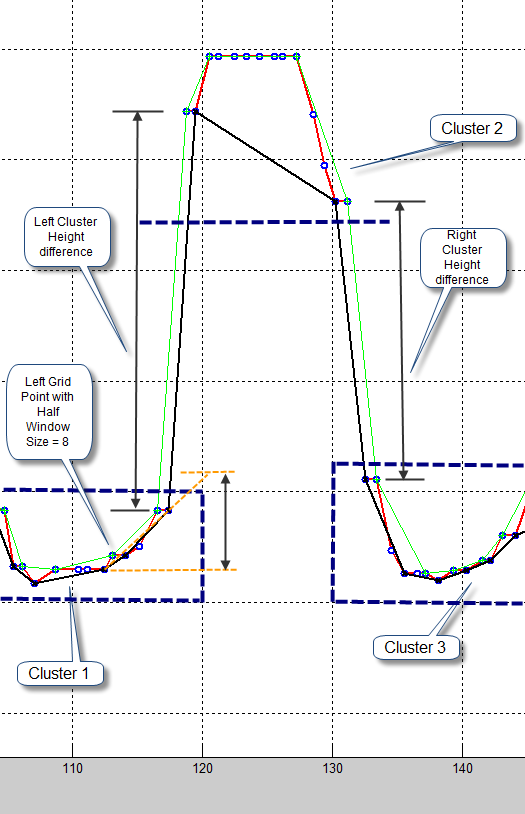 Cluster 2
Left Cluster
Height
difference
Right
Cluster
Height
difference
Left Grid
Point with
Half
Window
Size = 8
Cluster 3
Cluster 1
110
120
130
140